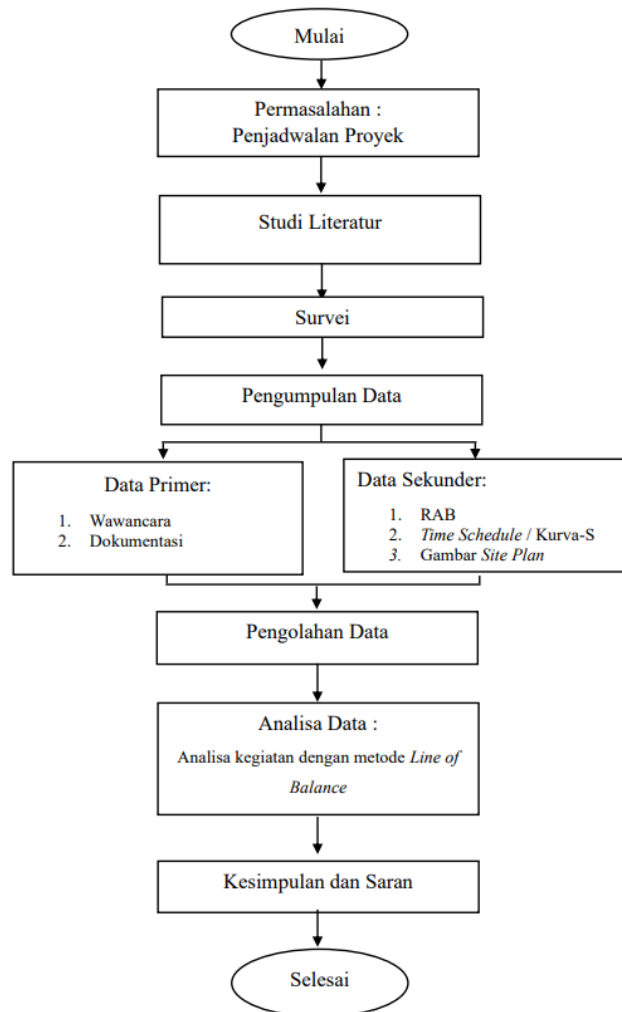 Mulai
Permasalahan :
Penjadwalan Proyek
Studi Literatur
Survei
Pengumpulan Data
Data Primer:
1. Wawancara
2. Dokumentasi
Data Sekunder:
1. RAB
2. Time Schedule / Kurva-S
3. Gambar Site Plan
Pengolahan Data
Analisa Data :
Analisa kegiatan dengan metode Line of
Balance
Kesimpulan dan Saran
Selesai